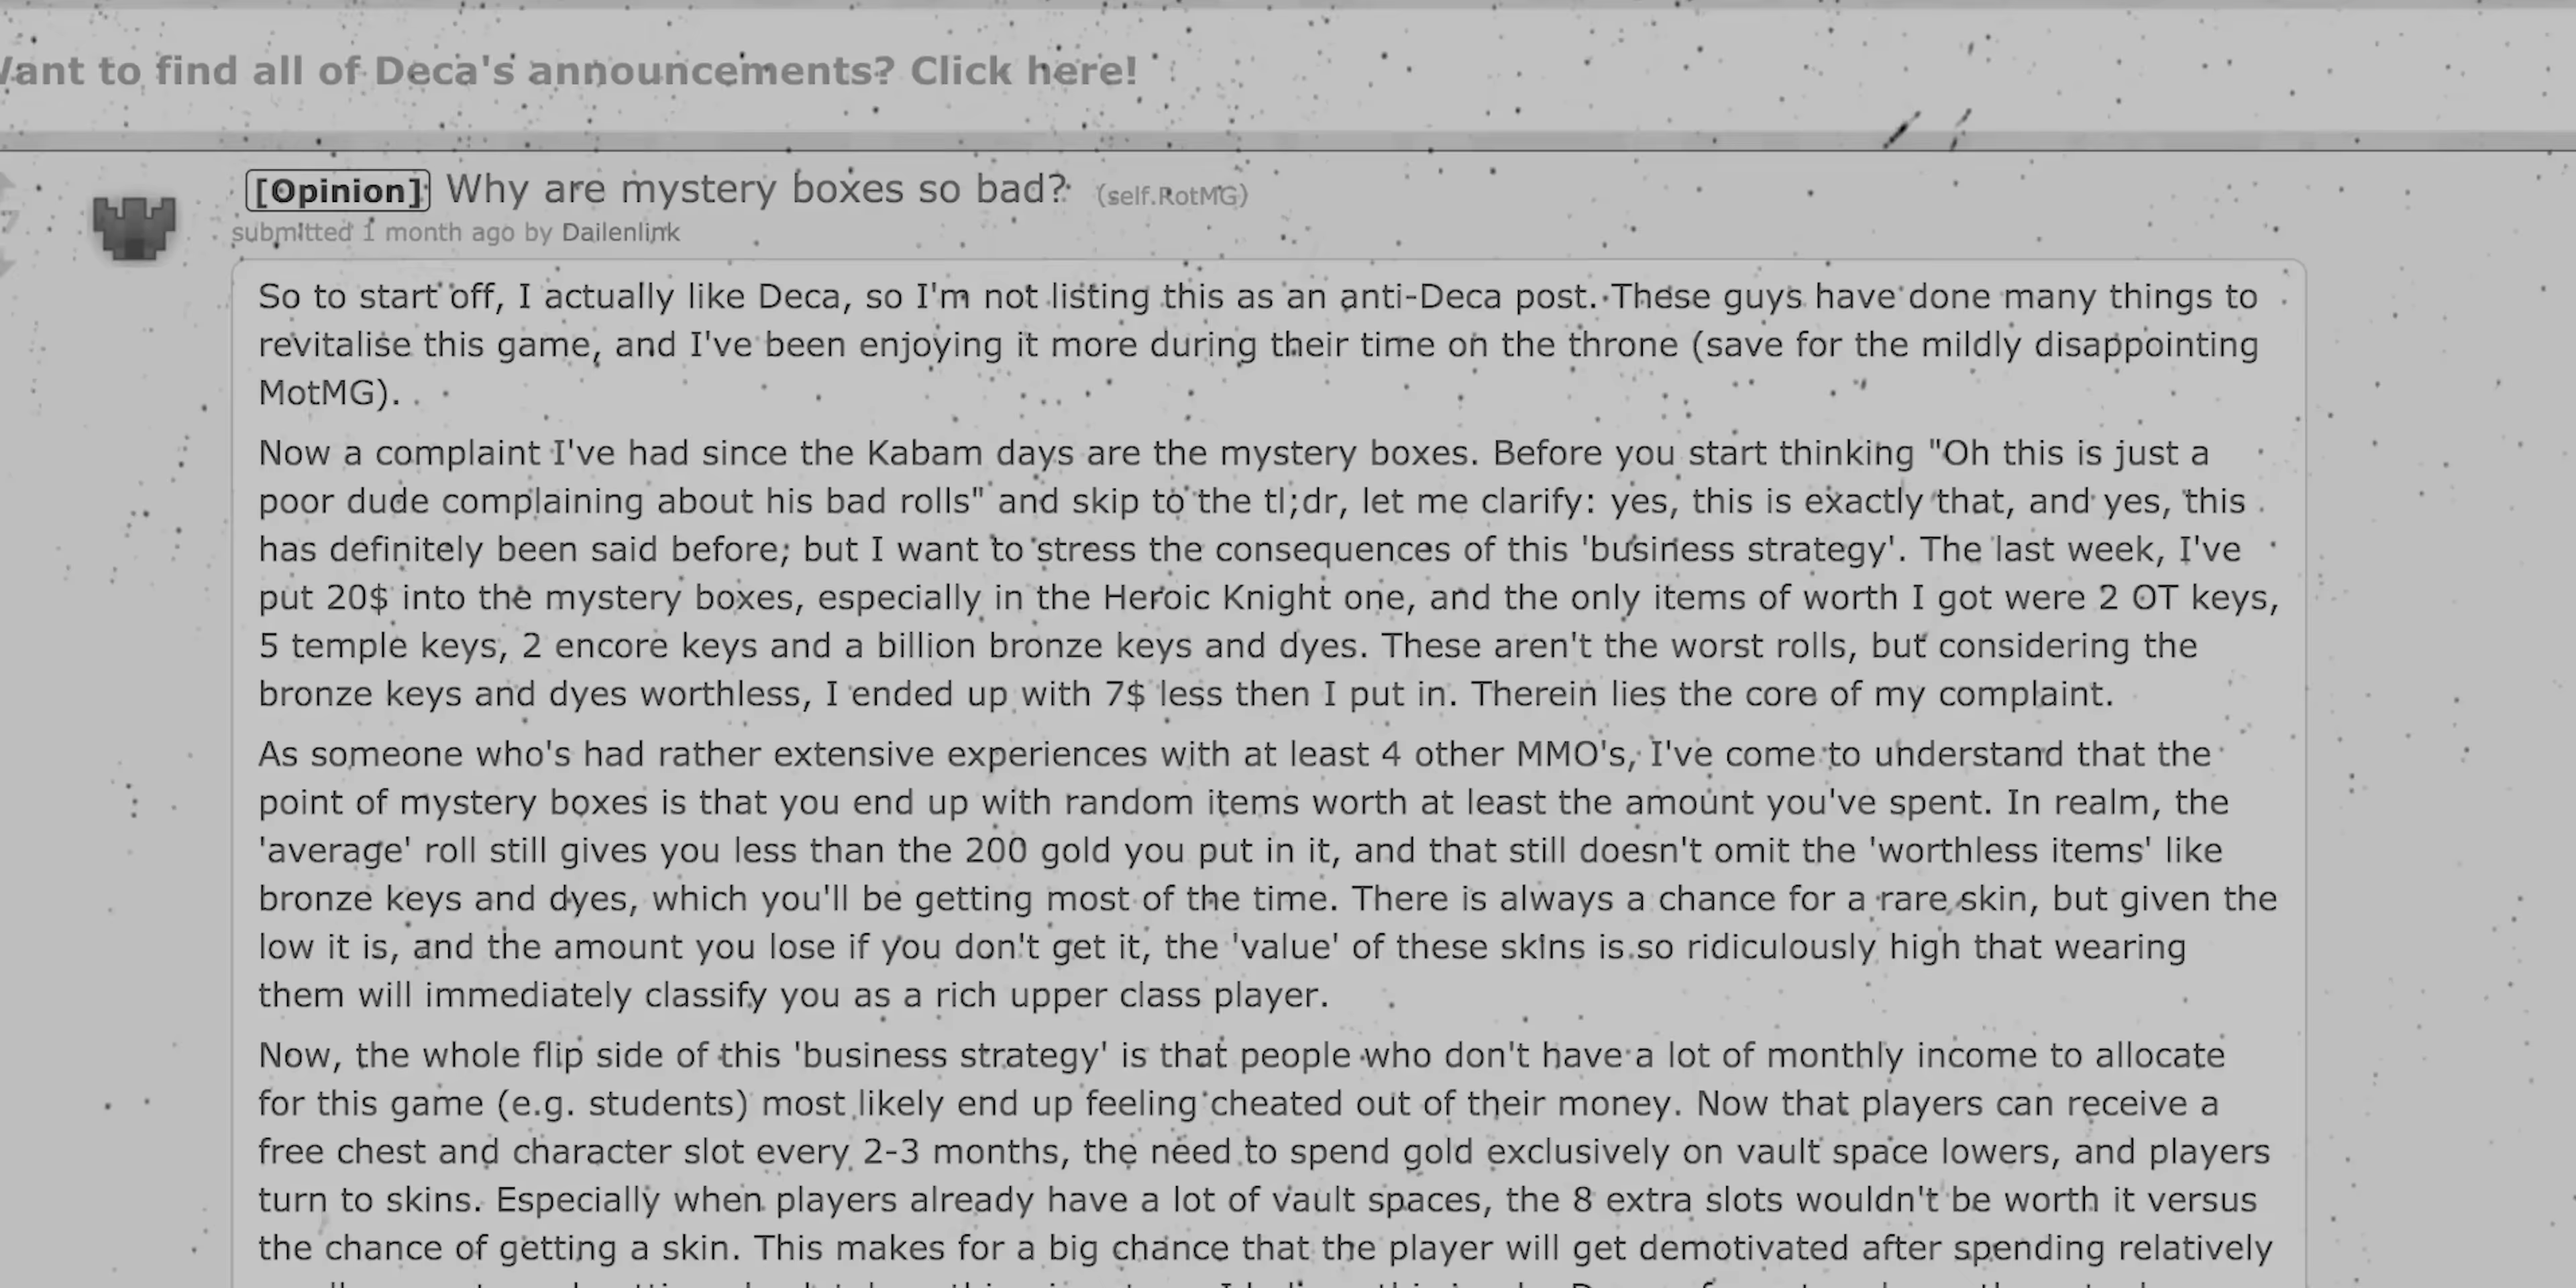 ant to find all of Deca's announcements? Click here!
[Opinion] Why are mystery boxes so bad? (self.RotMG)
submitted 1 month ago by Dailenlink
So to start off, I actually like Deca, so I'm not listing this as an anti-Deca post. These guys have done many things to
revitalise this game, and I've been enjoying it more during their time on the throne (save for the mildly disappointing
MotMG).
Now a complaint I've had since the Kabam days are the mystery boxes. Before you start thinking "Oh this is just a
poor dude complaining about his bad rolls" and skip to the tl;dr, let me clarify: yes, this is exactly that, and yes, this
has definitely been said before; but I want to stress the consequences of this 'business strategy'. The last week, I've
put 20$ into the mystery boxes, especially in the Heroic Knight one, and the only items of worth I got were 2 OT keys,
5 temple keys, 2 encore keys and a billion bronze keys and dyes. These aren't the worst rolls, but considering the
bronze keys and dyes worthless, I ended up with 7$ less then I put in. Therein lies the core of my complaint.
As someone who's had rather extensive experiences with at least 4 other MMO's, I've come to understand that the
point of mystery boxes is that you end up with random items worth at least the amount you've spent. In realm, the
'average' roll still gives you less than the 200 gold you put in it, and that still doesn't omit the 'worthless items' like
bronze keys and dyes, which you'll be getting most of the time. There is always a chance for a rare skin, but given the
low it is, and the amount you lose if you don't get it, the 'value' of these skins is so ridiculously high that wearing
them will immediately classify you as a rich upper class player.
Now, the whole flip side of this 'business strategy' is that people who don't have a lot of monthly income to allocate
for this game (e.g. students) most likely end up feeling cheated out of their money. Now that players can receive a
free chest and character slot every 2-3 months, the need to spend gold exclusively on vault space lowers, and players
turn to skins. Especially when players already have a lot of vault spaces, the 8 extra slots wouldn't be worth it versus
the chance of getting a skin. This makes for a big chance that the player will get demotivated after spending relatively